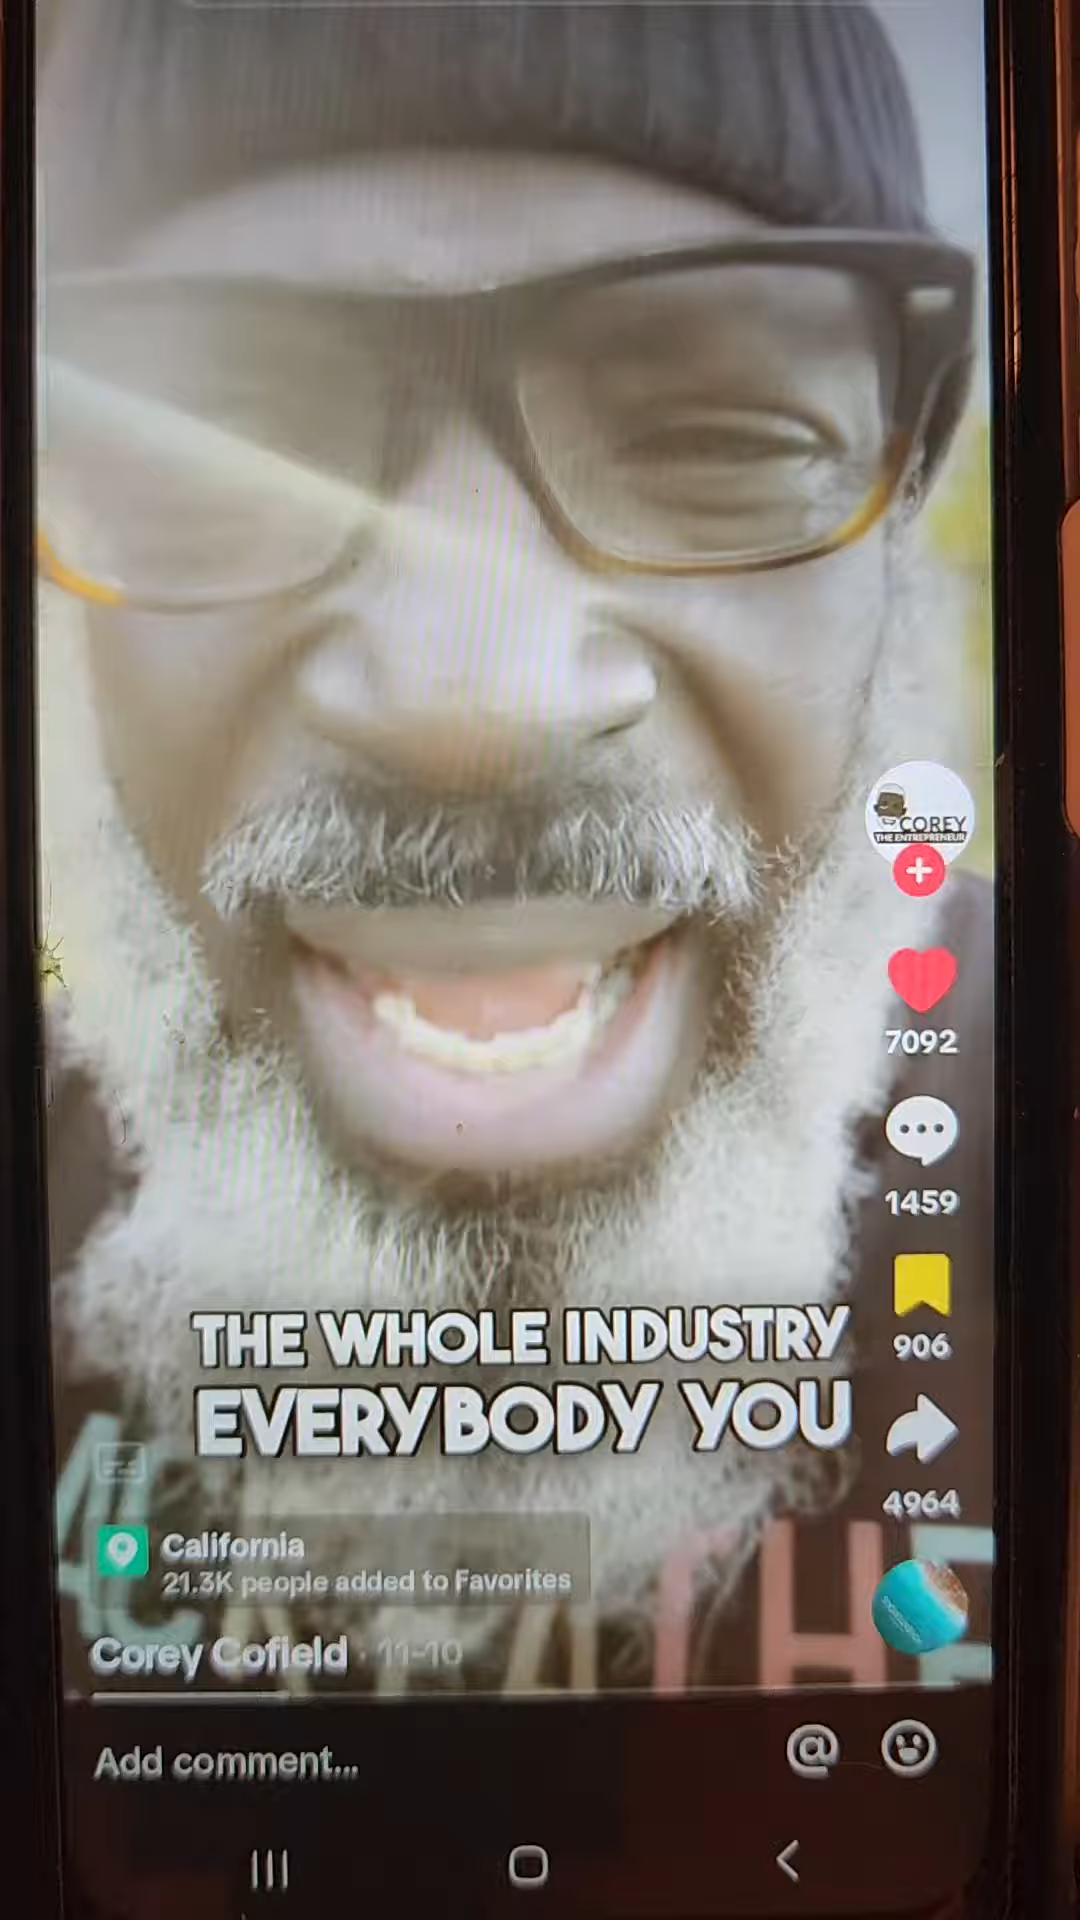 COREY
THE ENTREPRENEUR
7092
1459
906
4964
THE WHOLE INDUSTRY
EVERYBODY YOU
California
21.3K people added to Favorites
Corey Cofield · 11-10
Add comment...